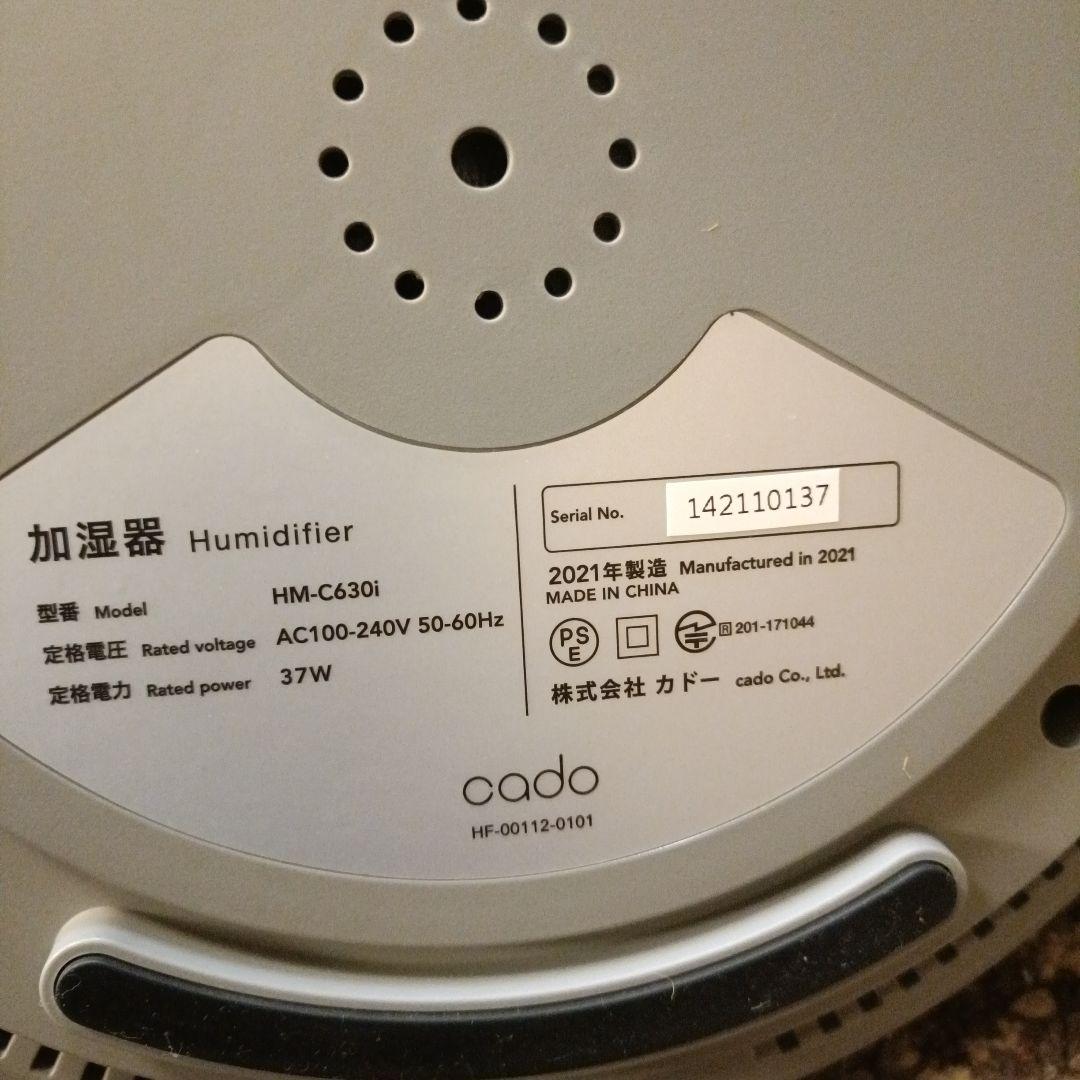 加湿器 Humidifier
型番 Model HM-C630i
定格電圧 Rated voltage AC100-240V 50-60Hz
定格電力 Rated power 37W
Serial No. 142110137
2021年製造 Manufactured in 2021
MADE IN CHINA
PSE R 201-171044
株式会社 カドー cado Co., Ltd.
cado
HF-00112-0101